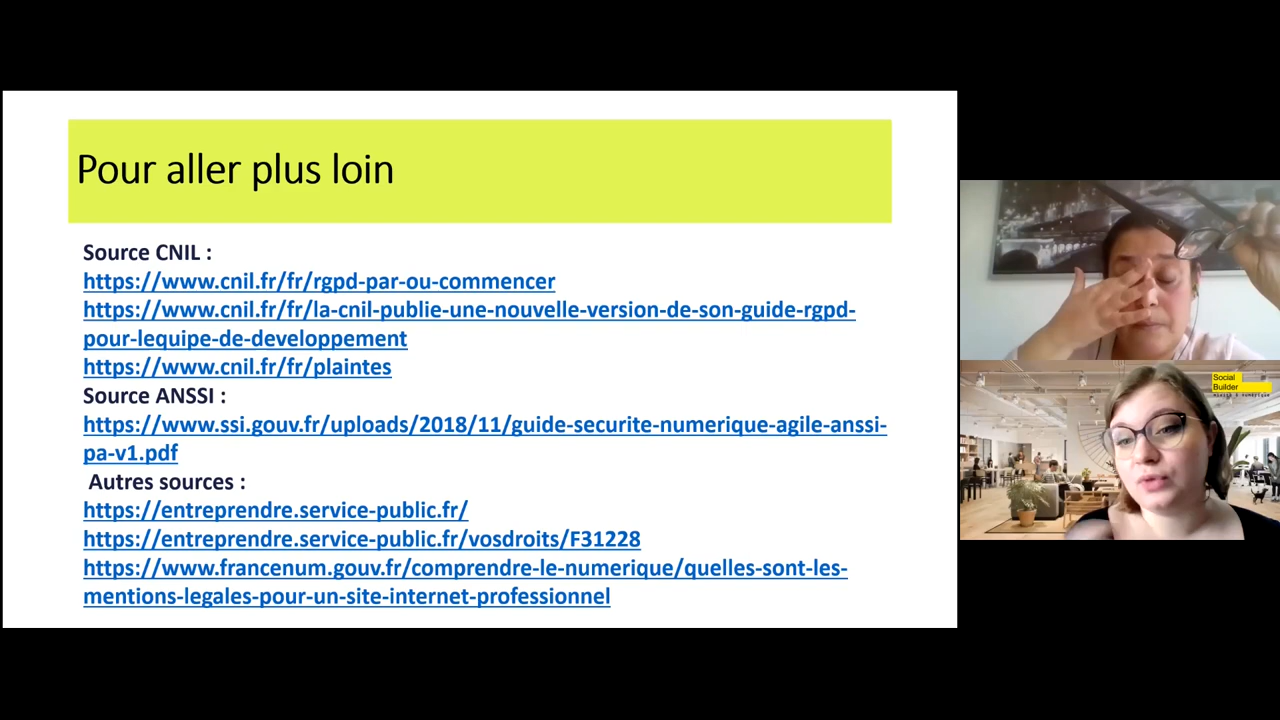 Pour aller plus loin
Source CNIL :
https://www.cnil.fr/fr/rgpd-par-ou-commencer
https://www.cnil.fr/fr/la-cnil-publie-une-nouvelle-version-de-son-guide-rgpd-
pour-lequipe-de-developpement
https://www.cnil.fr/fr/plaintes
Source ANSSI :
https://www.ssi.gouv.fr/uploads/2018/11/guide-securite-numerique-agile-anssi-
pa-v1.pdf
Autres sources :
https://entreprendre.service-public.fr/
https://entreprendre.service-public.fr/vosdroits/F31228
https://www.francenum.gouv.fr/comprendre-le-numerique/quelles-sont-les-
mentions-legales-pour-un-site-internet-professionnel
Social
Builder